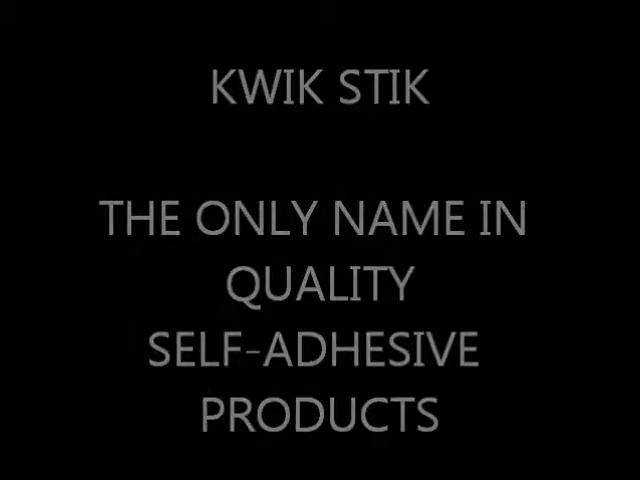 KWIK STIK
THE ONLY NAME IN
QUALITY
SELF-ADHESIVE
PRODUCTS